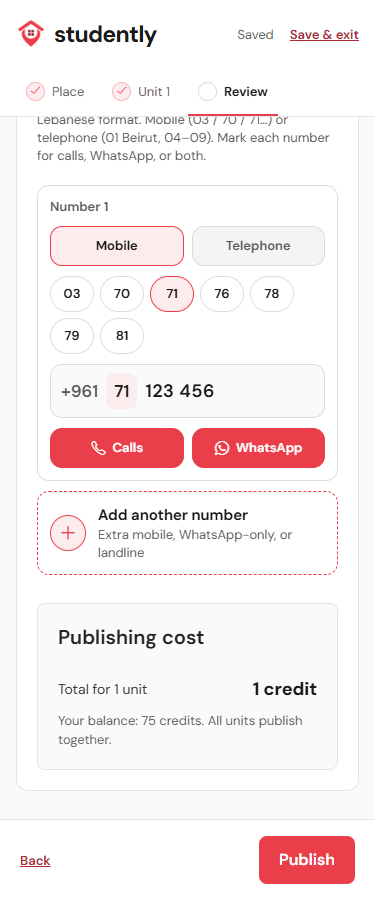 studently
Saved
Save & exit
Place
Unit 1
Review
Lebanese format. Mobile (03 / 70 / 71…) or
telephone (01 Beirut, 04–09). Mark each number
for calls, WhatsApp, or both.
Number 1
Mobile
Telephone
03
70
71
76
78
79
81
+961 71 123 456
Calls
WhatsApp
Add another number
Extra mobile, WhatsApp-only, or
landline
Publishing cost
Total for 1 unit
1 credit
Your balance: 75 credits. All units publish
together.
Back
Publish